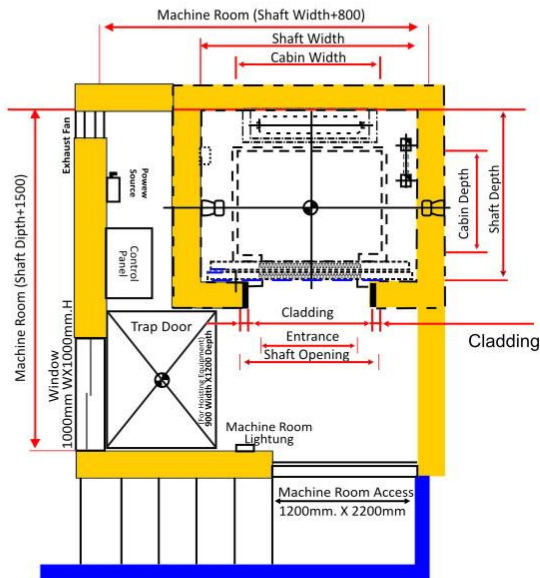 Machine Room (Shaft Width+800)
Shaft Width
Cabin Width
Exhaust Fan
Powew
Source
Control
Panel
Machine Room (Shaft Dipth+1500)
Cabin Depth
Shaft Depth
Trap Door
(For Hoisting Equipment)
900 Width X1200 Depth
Window
1000mm WX1000mm.H
Cladding
Entrance
Shaft Opening
Cladding
Machine Room
Lightung
Machine Room Access
1200mm. X 2200mm